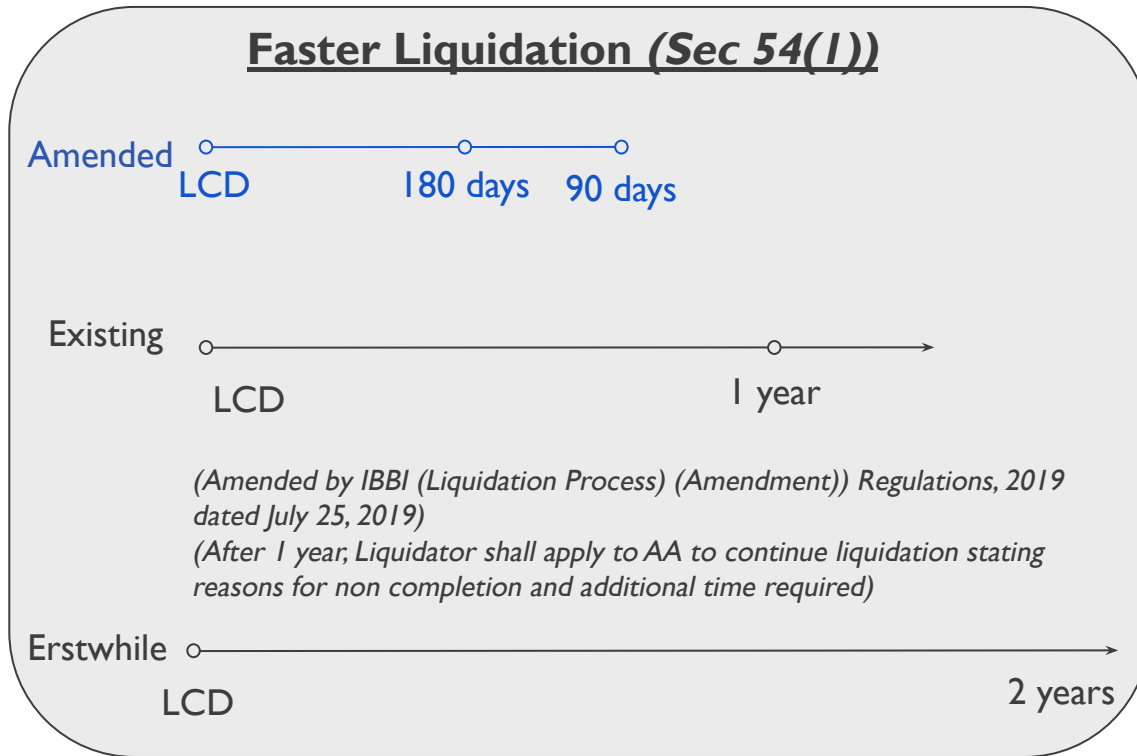 Faster Liquidation (Sec 54(1))
Amended
LCD
180 days
90 days
Existing
LCD
1 year
(Amended by IBBI (Liquidation Process) (Amendment)) Regulations, 2019
dated July 25, 2019)
(After 1 year, Liquidator shall apply to AA to continue liquidation stating
reasons for non completion and additional time required)
Erstwhile
LCD
2 years